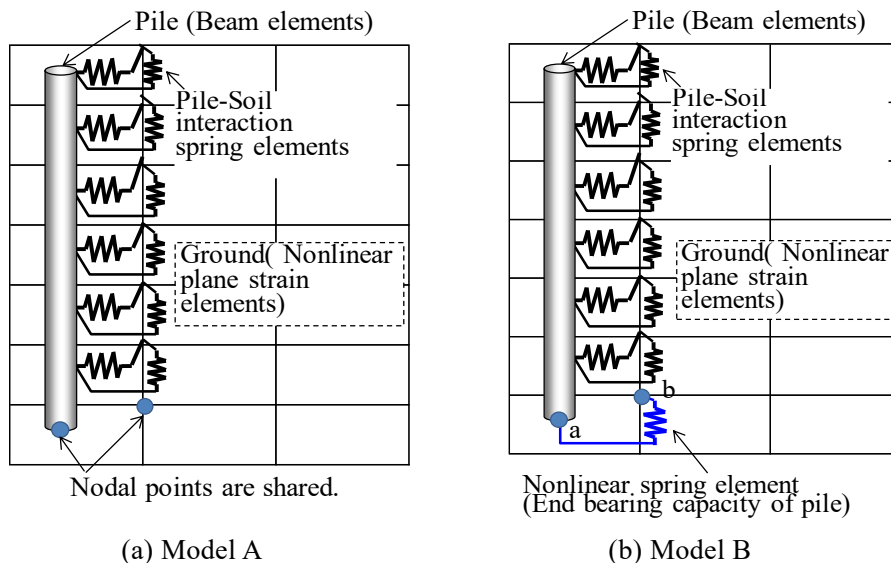 Pile (Beam elements)
Pile-Soil
interaction
spring elements
Ground( Nonlinear
plane strain
elements)
Nodal points are shared.
(a) Model A
Pile (Beam elements)
Pile-Soil
interaction
spring elements
Ground( Nonlinear
plane strain
elements)
b
a
Nonlinear spring element
(End bearing capacity of pile)
(b) Model B